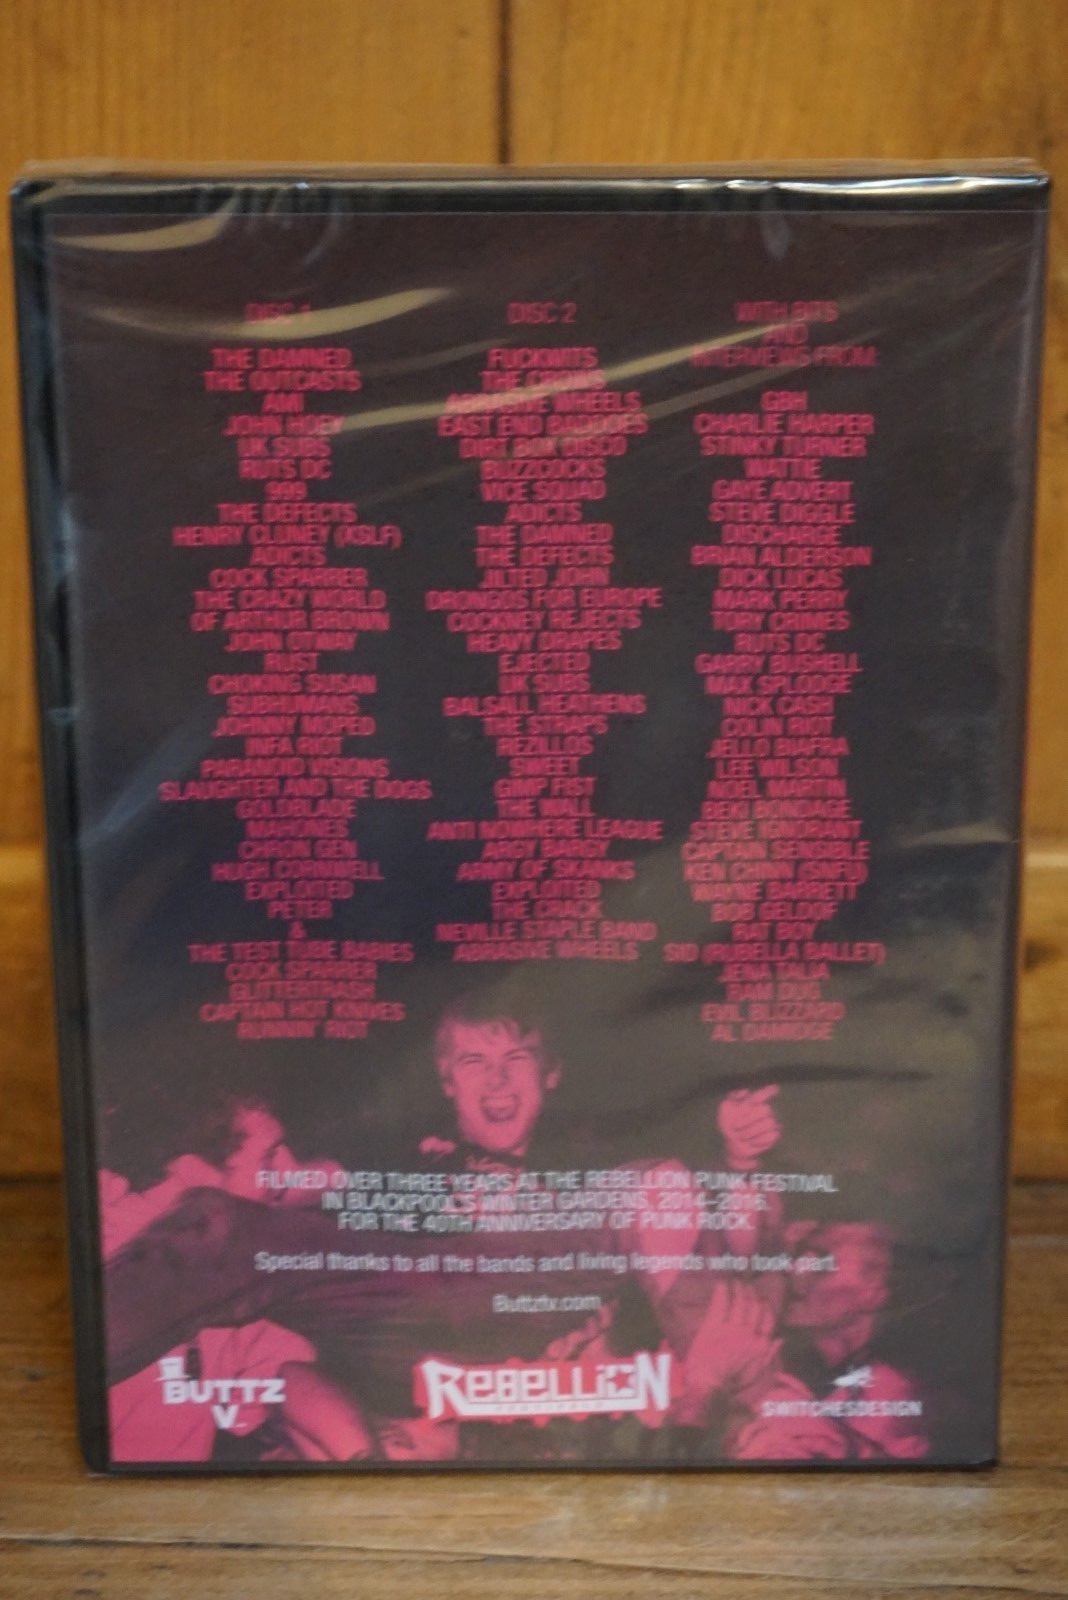 DISC 1
THE DAMNED
THE OUTCASTS
AMI
JOHN HOEY
UK SUBS
RUTS DC
999
THE DEFECTS
HENRY CLUNEY (XSLF)
ADICTS
COCK SPARRER
THE CRAZY WORLD
OF ARTHUR BROWN
JOHN OTWAY
RUST
CHOKING SUSAN
SUBHUMANS
JOHNNY MOPED
INFA RIOT
PARANOID VISIONS
SLAUGHTER AND THE DOGS
GOLDBLADE
MAHONES
CHRON GEN
HUGH CORNWELL
EXPLOITED
PETER
&
THE TEST TUBE BABIES
COCK SPARRER
GLITTERTRASH
CAPTAIN HOT KNIVES
RUNNIN' RIOT
DISC 2
FUCKWITS
THE
ABRASIVE WHEELS
EAST END BADOES
DIRT BOX DISCO
BUZZCOCKS
VICE SQUAD
ADICTS
THE DAMNED
THE DEFECTS
JILTED JOHN
DRONGOS FOR EUROPE
COCKNEY REJECTS
HEAVY DRAPES
EJECTED
UK SUBS
BALSALL HEATHENS
THE STRAPS
REZILLOS
SWEET
GIMP FIST
THE WALL
ANTI NOWHERE LEAGUE
ARGY BARGY
ARMY OF SKANKS
EXPLOITED
THE CRACK
NEVILLE STAPLE BAND
ABRASIVE WHEELS
WITH BITS
AND
INTERVIEWS FROM:
GBH
CHARLIE HARPER
STINKY TURNER
WATTIE
GAYE ADVERT
STEVE DIGGLE
DISCHARGE
BRIAN ALDERSON
DICK LUCAS
MARK PERRY
TORY CRIMES
RUTS DC
GARRY BUSHELL
MAX SPLODGE
NICK CASH
COLIN RIOT
JELLO BIAFRA
LEE WILSON
NOEL MARTIN
BEKI BONDAGE
STEVE IGNORANT
CAPTAIN SENSIBLE
KEN CHINN (SNFU)
WAYNE BARRETT
BOB GELDOF
RAT BOY
SID (RUBELLA BALLET)
JENA TALIA
RAM DUG
EVIL BLIZZARD
AL DAMIDGE
FILMED OVER THREE YEARS AT THE REBELLION PUNK FESTIVAL
IN BLACKPOOL'S WINTER GARDENS, 2014-2016.
FOR THE 40TH ANNIVERSARY OF PUNK ROCK.
Special thanks to all the bands and living legends who took part.
Buttztv.com
BUTTZ
V
REBELLION
SWITCHESDESIGN